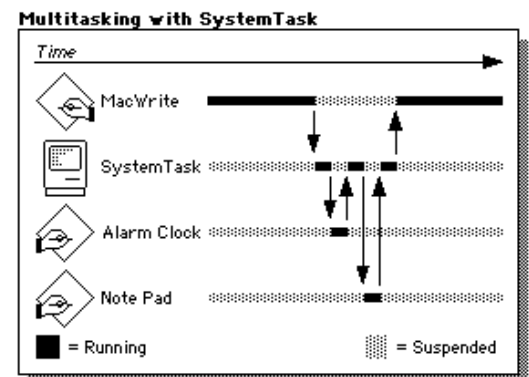 Multitasking with SystemTask
Time
MacWrite
SystemTask
Alarm Clock
Note Pad
= Running
= Suspended